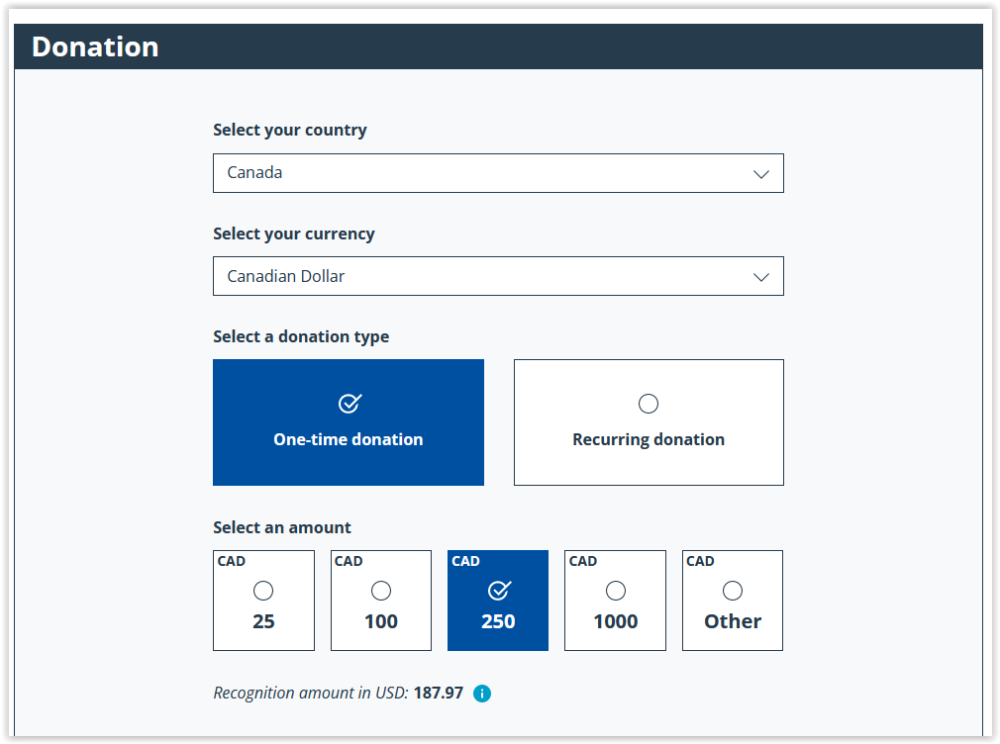 Donation
Select your country
Canada
Select your currency
Canadian Dollar
Select a donation type
One-time donation
Recurring donation
Select an amount
CAD
25
CAD
100
CAD
250
CAD
1000
CAD
Other
Recognition amount in USD: 187.97 i